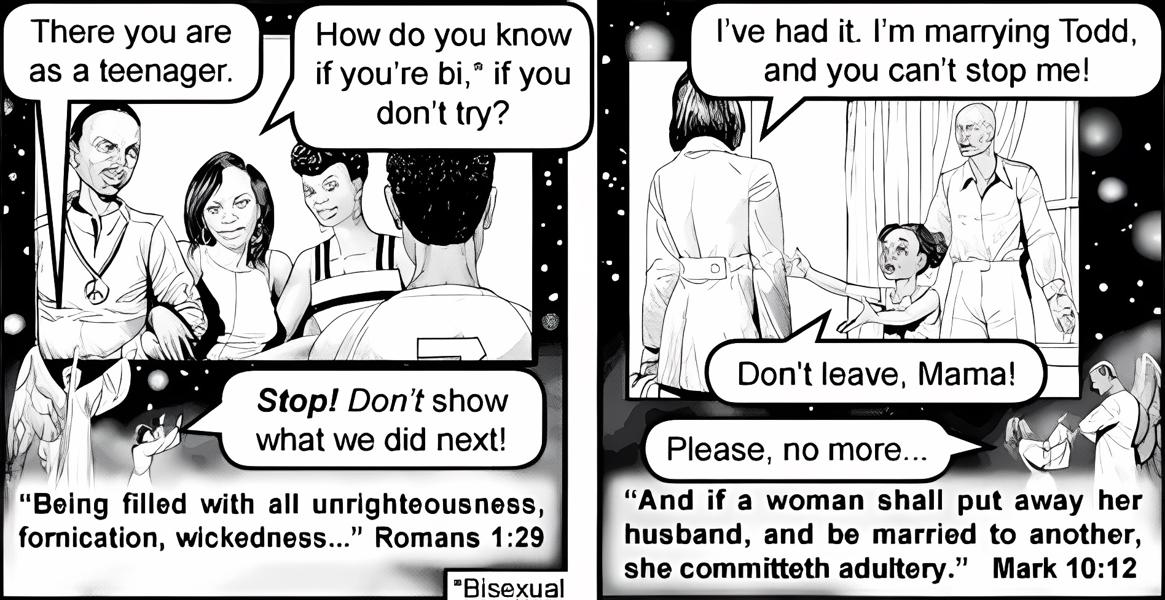 There you are
as a teenager.
How do you know
if you're bi,* if you
don't try?
Stop! Don't show
what we did next!
"Being filled with all unrighteousness,
fornication, wickedness..." Romans 1:29
*Bisexual
I've had it. I'm marrying Todd,
and you can't stop me!
Don't leave, Mama!
Please, no more...
"And if a woman shall put away her
husband, and be married to another,
she committeth adultery." Mark 10:12